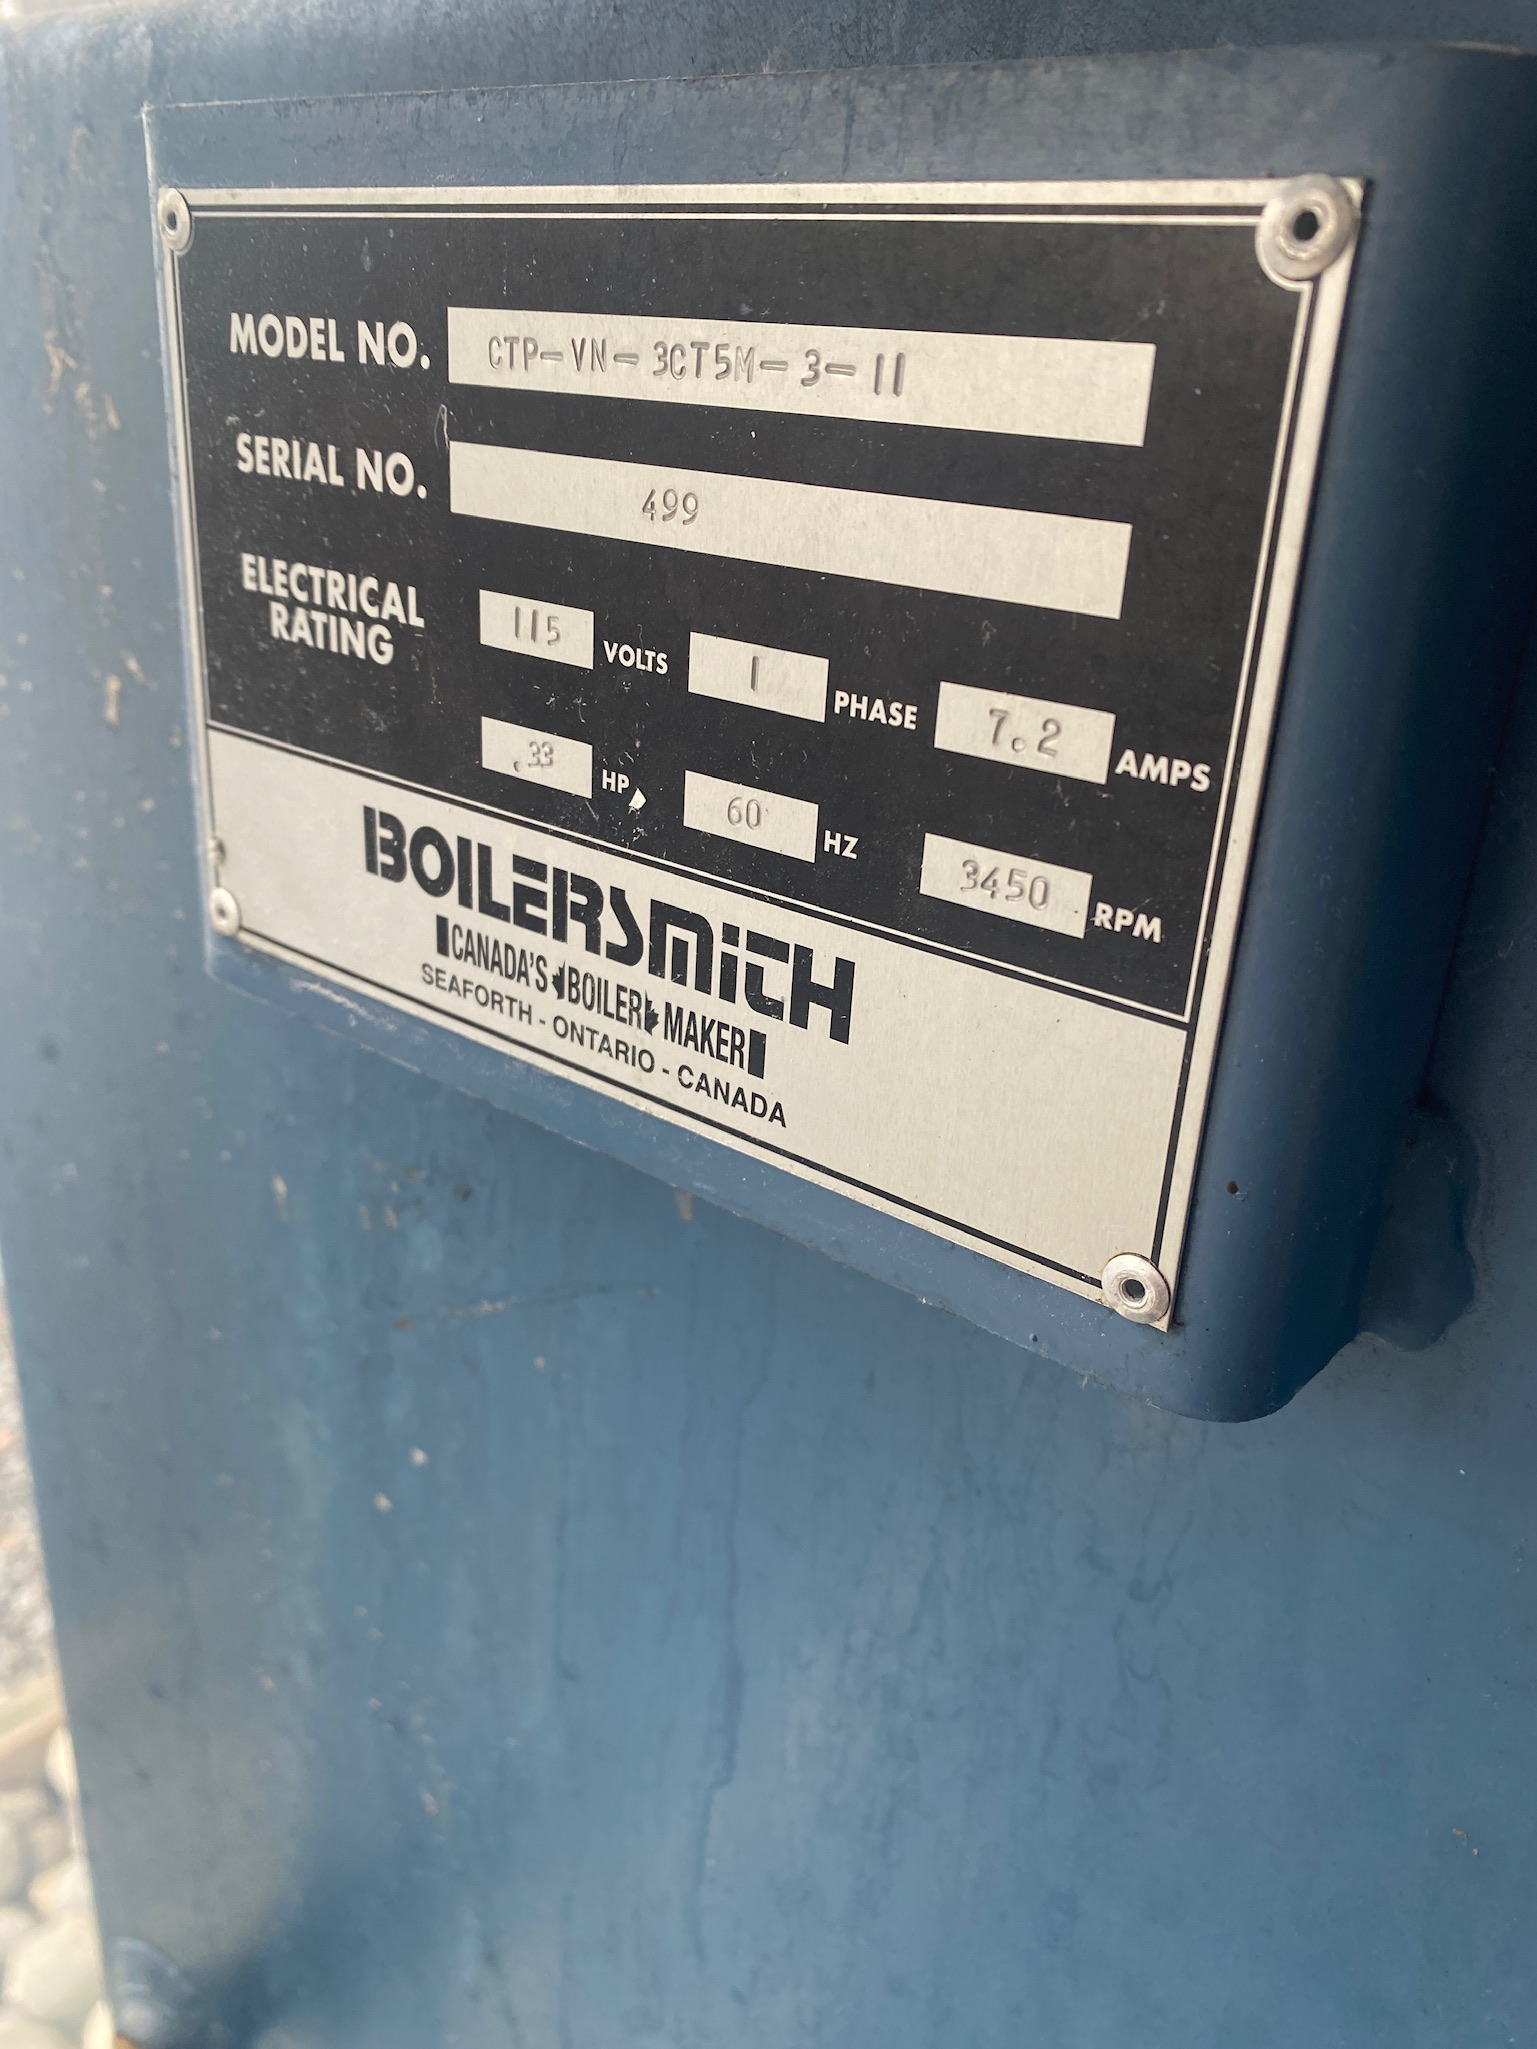 MODEL NO. CTP-VN-3CT5M-3-11
SERIAL NO. 499
ELECTRICAL
RATING
115 VOLTS 1 PHASE 7.2 AMPS
.33 HP 60 HZ 3450 RPM
BOILERSMITH
CANADA'S BOILER MAKER
SEAFORTH - ONTARIO - CANADA